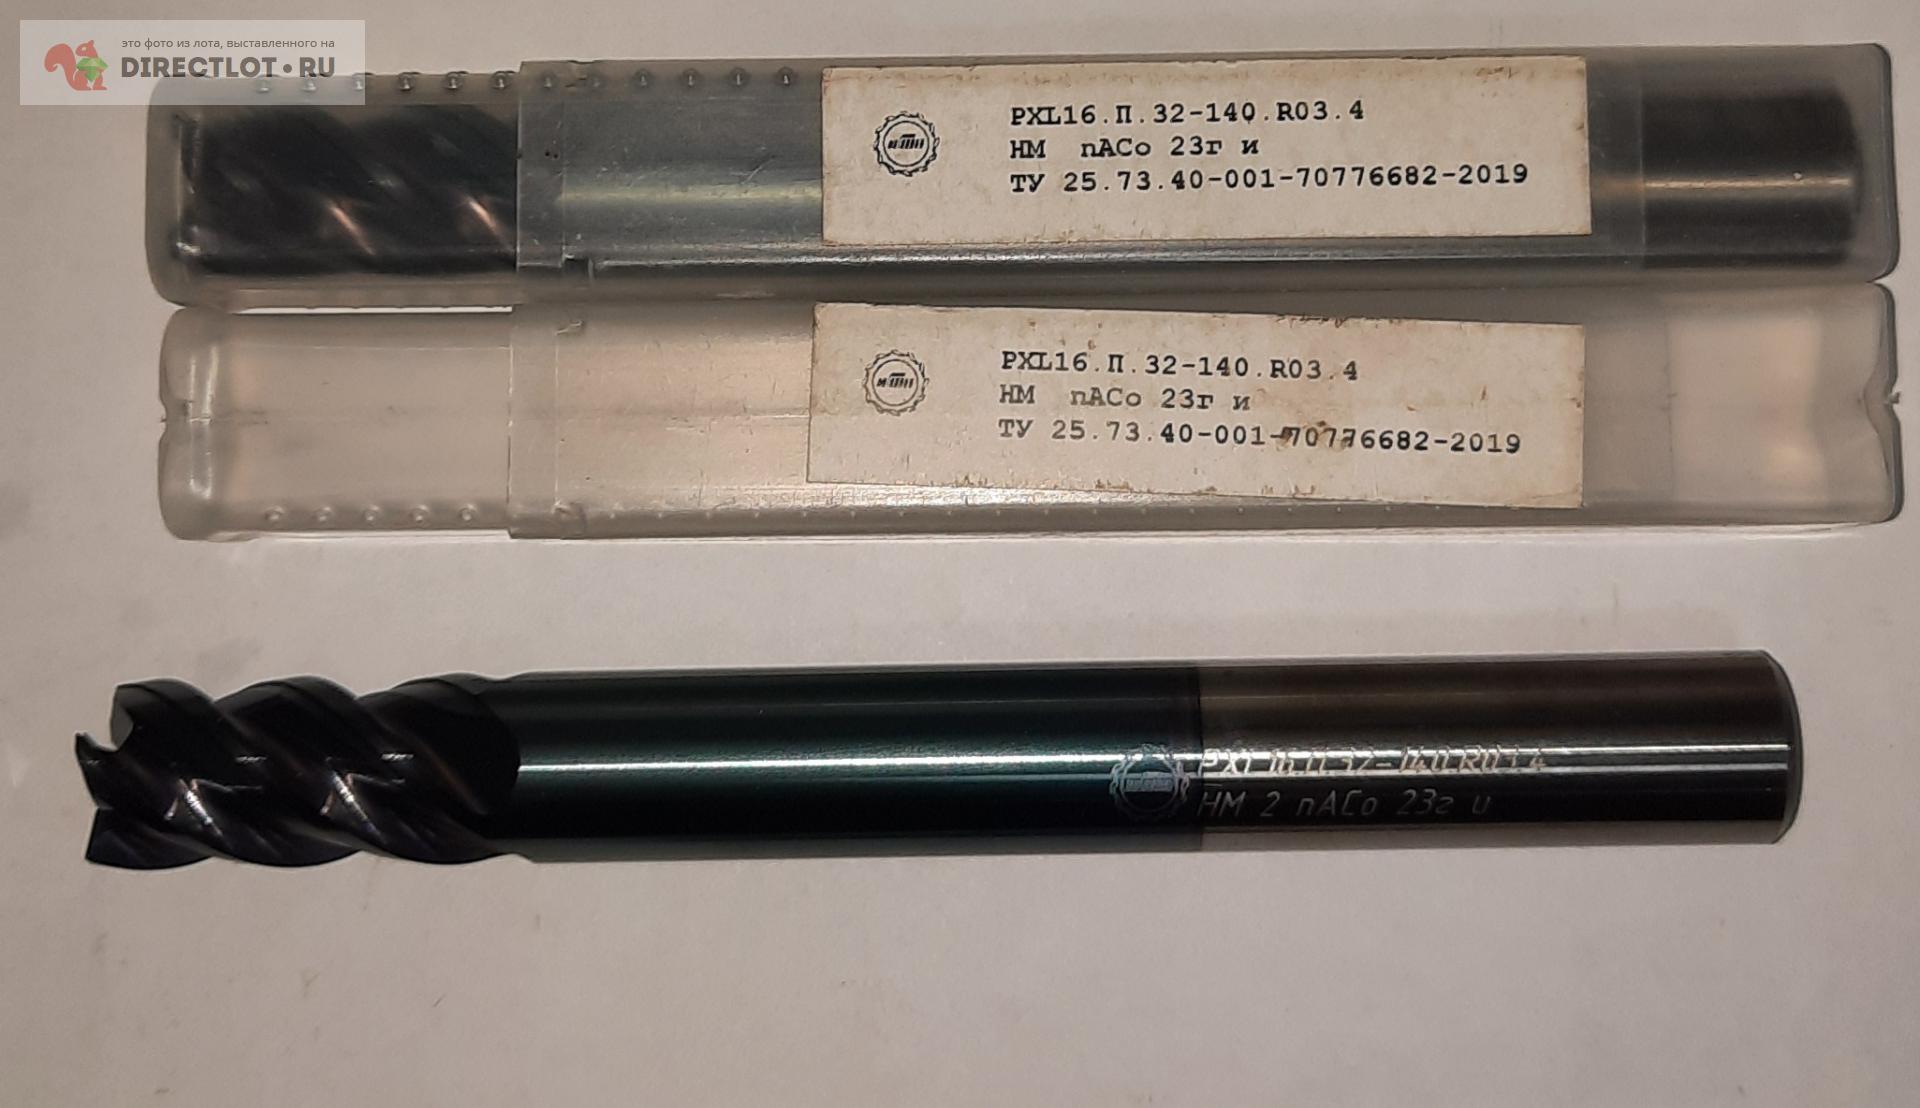 это фото из лота, выставленного на
DIRECTLOT.RU
PXL16.П.32-140.R03.4
НМ пАСо 23г и
ТУ 25.73.40-001-70776682-2019
PXL16.П.32-140.R03.4
НМ пАСо 23г и
ТУ 25.73.40-001-70776682-2019
PXL16.П.32-140.R03.4
НМ 2 пАСо 23г и